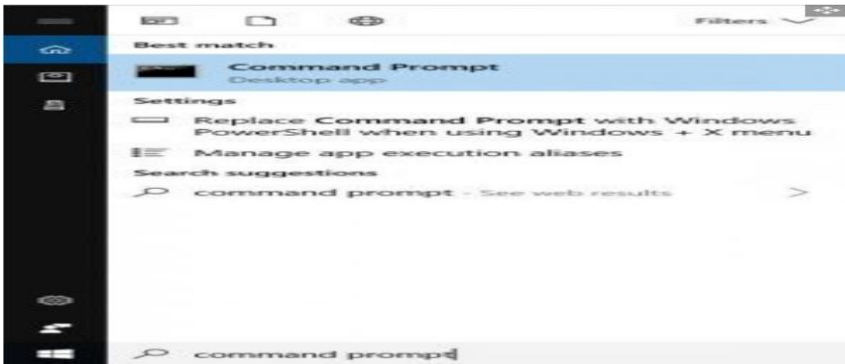 Filters
Best match
Command Prompt
Desktop app
Settings
Replace Command Prompt with Windows
PowerShell when using Windows + X menu
Manage app execution aliases
Search suggestions
command prompt - See web results
command prompt